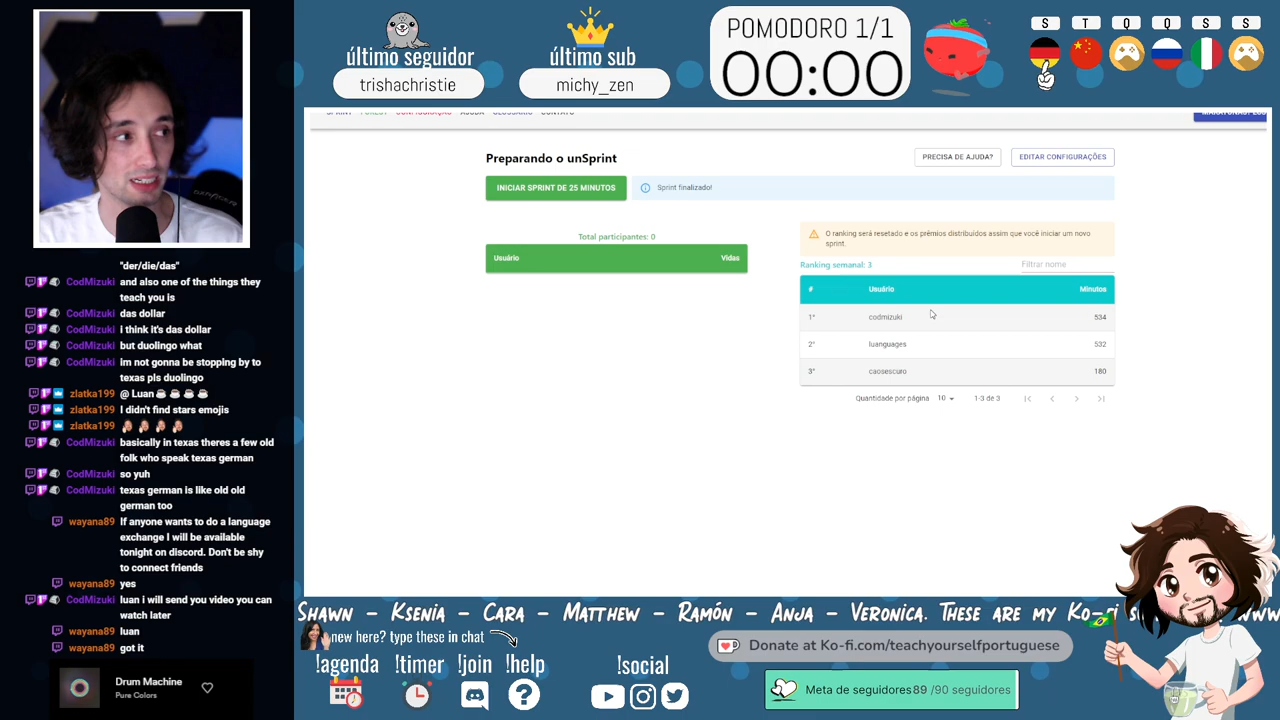 último seguidor
trishachristie
último sub
michy_zen
POMODORO 1/1
00:00
S T Q Q S S
SPRINT FOREST CONFIGURAÇÃO AJUDA GLOSSÁRIO CONTATO
Preparando o unSprint
PRECISA DE AJUDA?
EDITAR CONFIGURAÇÕES
INICIAR SPRINT DE 25 MINUTOS
Sprint finalizado!
Total participantes: 0
Usuário Vidas
O ranking será resetado e os prêmios distribuídos assim que você iniciar um novo
sprint.
Ranking semanal: 3
Filtrar nome
# Usuário Minutos
1° codmizuki 534
2° luanguages 532
3° caosescuro 180
Quantidade por página 10 1-3 de 3
"der/die/das"
CodMizuki and also one of the things they
teach you is
CodMizuki das dollar
CodMizuki i think it's das dollar
CodMizuki but duolingo what
CodMizuki im not gonna be stopping by to
texas pls duolingo
zlatka199 @ Luan☕☕☕☕
zlatka199 I didn't find stars emojis
zlatka199
CodMizuki basically in texas theres a few old
folk who speak texas german
CodMizuki so yuh
CodMizuki texas german is like old old
german too
wayana89 If anyone wants to do a language
exchange I will be available
tonight on discord. Don't be shy
to connect friends
wayana89 yes
CodMizuki luan i will send you video you can
watch later
wayana89 luan
wayana89 got it
Drum Machine
Pure Colors
Shawn – Ksenia – Cara – Matthew – Ramón – Anja – Veronica. These are my Ko-fi
new here? type these in chat
!agenda !timer !join !help
!social
Donate at Ko-fi.com/teachyourselfportuguese
Meta de seguidores 89 /90 seguidores